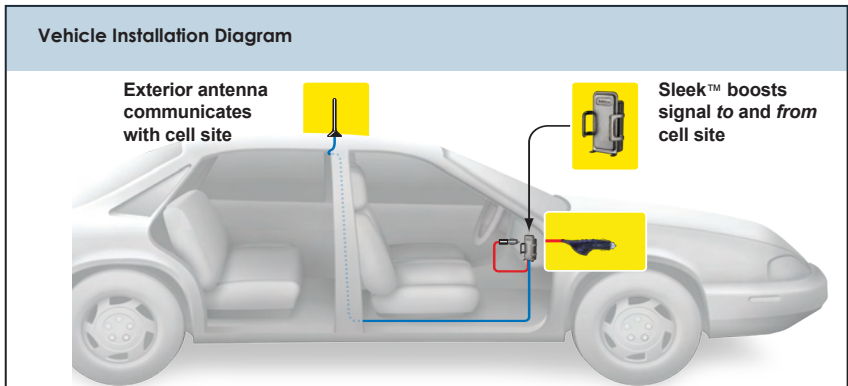 Vehicle Installation Diagram
Exterior antenna
communicates
with cell site
Sleek™ boosts
signal to and from
cell site